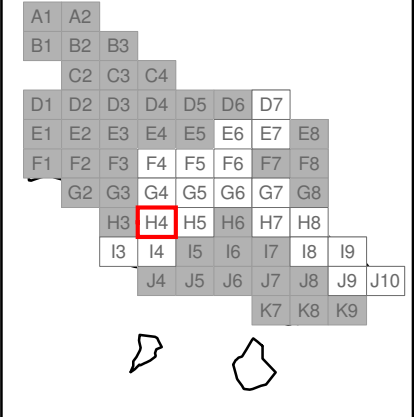 A1 A2
B1 B2 B3
C2 C3 C4
D1 D2 D3 D4 D5 D6 D7
E1 E2 E3 E4 E5 E6 E7 E8
F1 F2 F3 F4 F5 F6 F7 F8
G2 G3 G4 G5 G6 G7 G8
H3 H4 H5 H6 H7 H8
I3 I4 I5 I6 I7 I8 I9
J4 J5 J6 J7 J8 J9 J10
K7 K8 K9